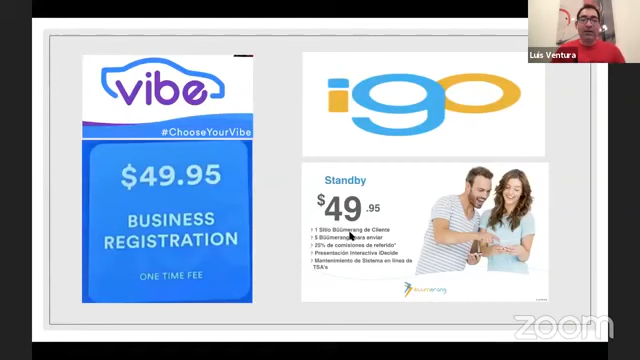 vibe
#ChooseYourVibe
$49.95
BUSINESS
REGISTRATION
ONE TIME FEE
igo
Standby
$49.95
1 Sitio Büümerang de Cliente
5 Büümerangs para enviar
25% de comisiones de referido*
Presentación Interactiva iDecide
Mantenimiento de Sistema en línea de
TSA's
büümerang
Luis Ventura
zoom